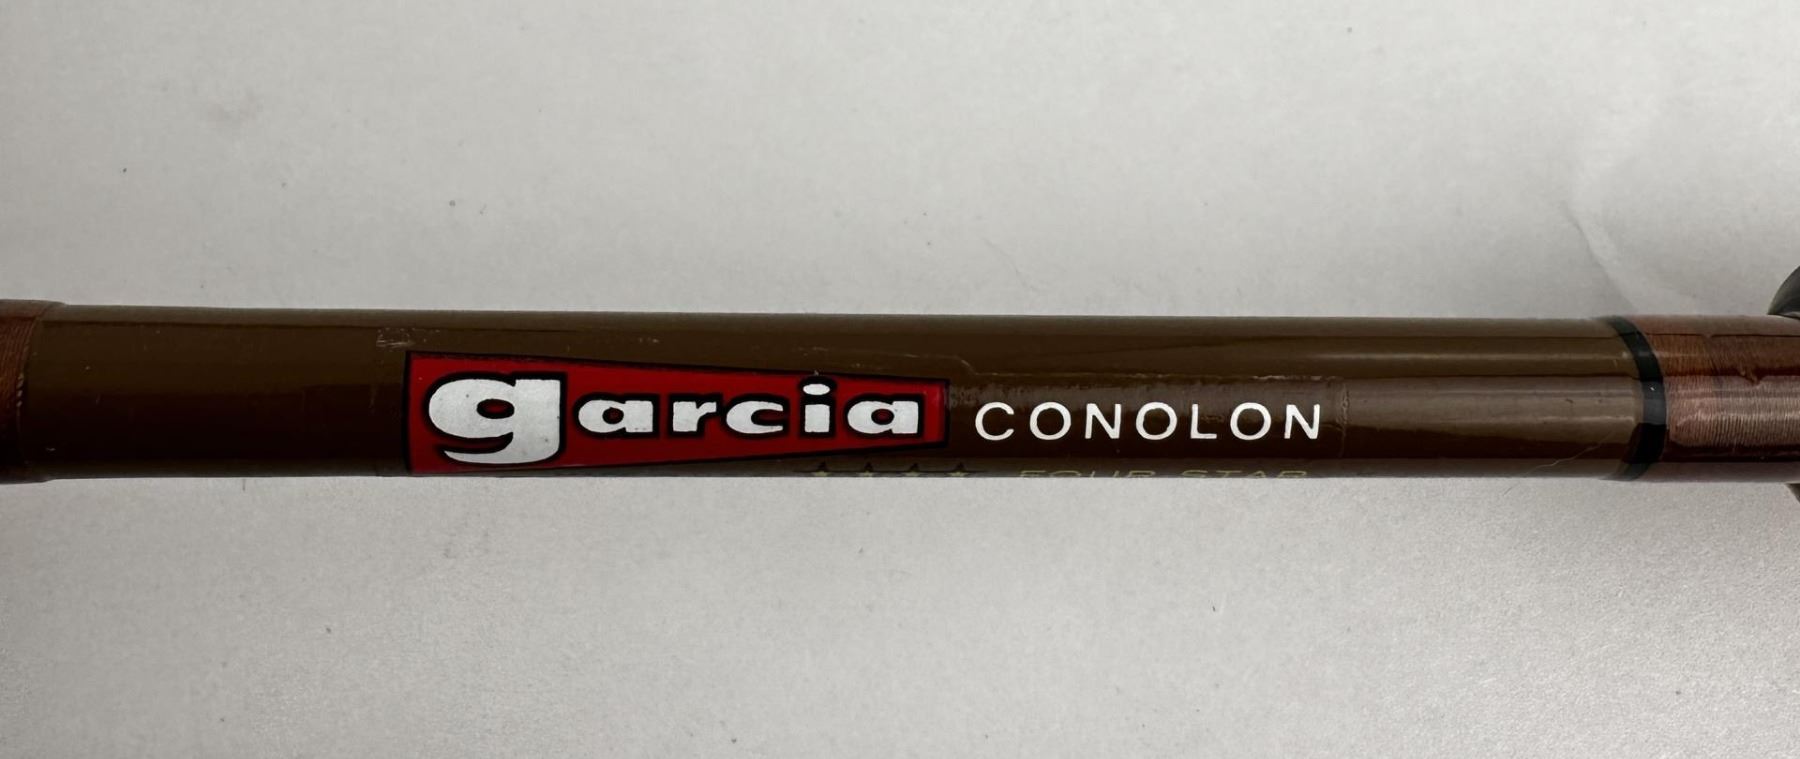 garcia CONOLON
★★★★ FOUR STAR